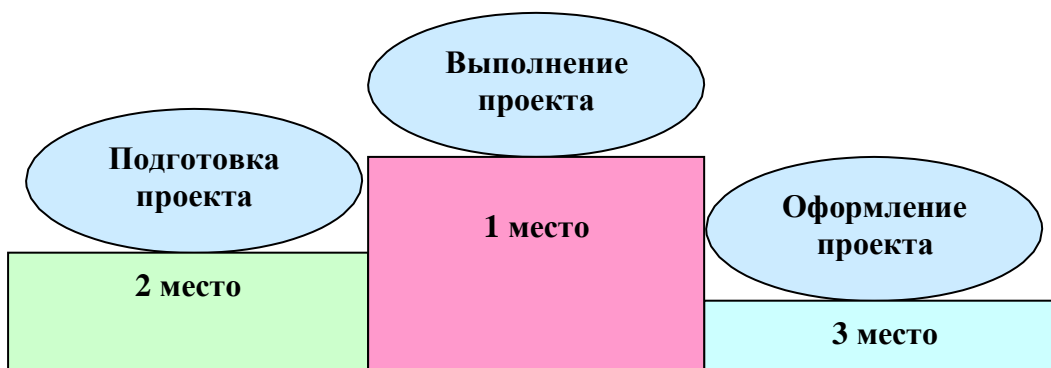 Выполнение
проекта
Подготовка
проекта
Оформление
проекта
1 место
2 место
3 место